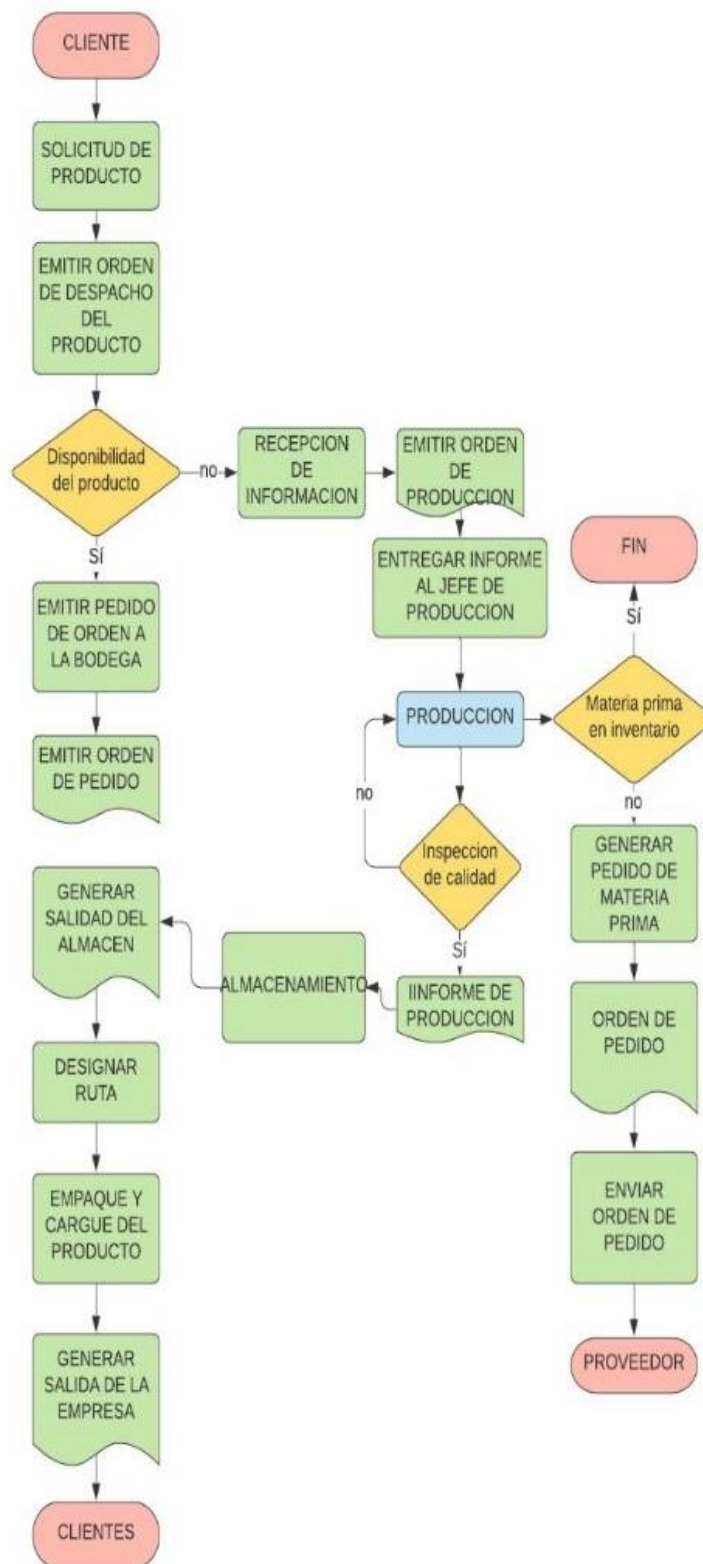 CLIENTE
SOLICITUD DE
PRODUCTO
EMITIR ORDEN
DE DESPACHO
DEL
PRODUCTO
Disponibilidad
del producto
no
RECEPCION
DE
INFORMACION
EMITIR ORDEN
DE
PRODUCCION
ENTREGAR INFORME
AL JEFE DE
PRODUCCION
FIN
Sí
Sí
EMITIR PEDIDO
DE ORDEN A
LA BODEGA
PRODUCCION
Materia prima
en inventario
EMITIR ORDEN
DE PEDIDO
no
no
Inspeccion
de calidad
GENERAR
PEDIDO DE
MATERIA
PRIMA
Sí
GENERAR
SALIDAD DEL
ALMACEN
ALMACENAMIENTO
IINFORME DE
PRODUCCION
ORDEN DE
PEDIDO
DESIGNAR
RUTA
EMPAQUE Y
CARGUE DEL
PRODUCTO
ENVIAR
ORDEN DE
PEDIDO
GENERAR
SALIDA DE LA
EMPRESA
PROVEEDOR
CLIENTES